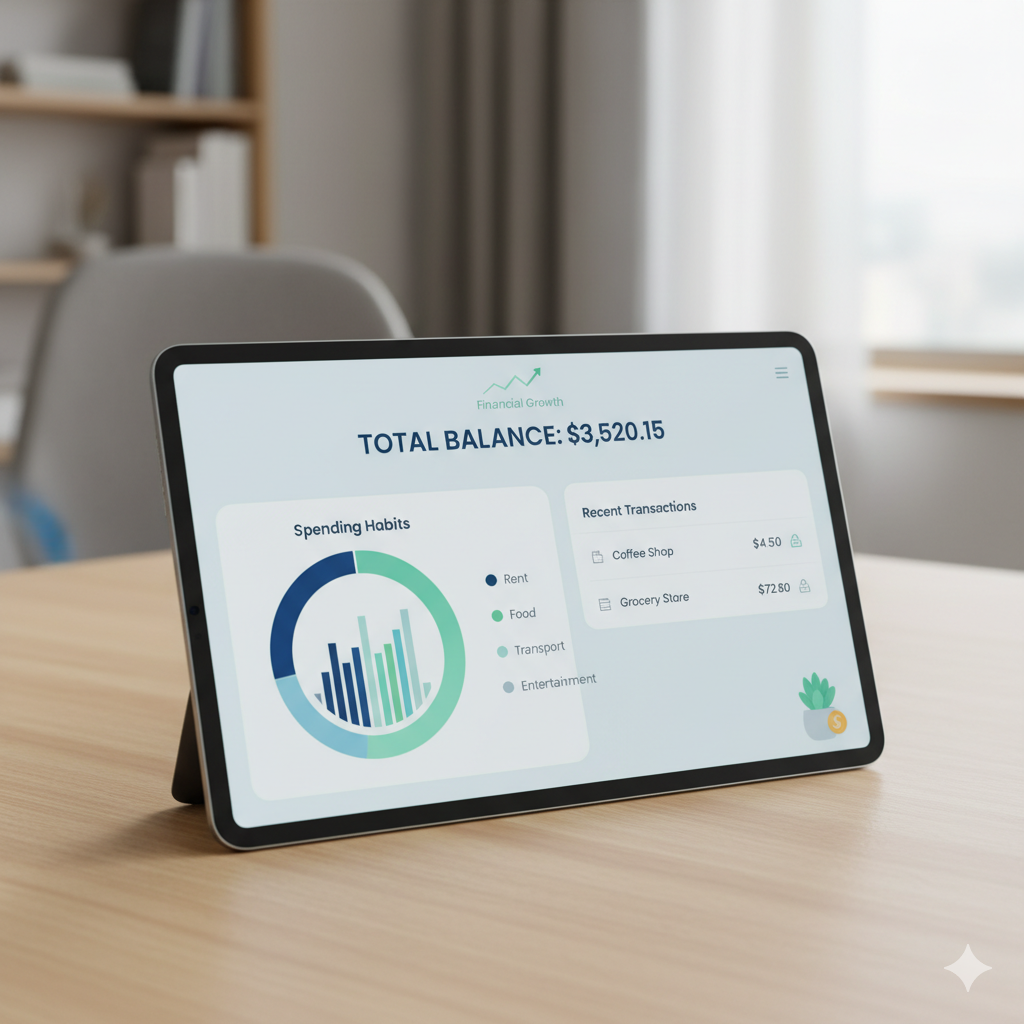 Financial Growth
TOTAL BALANCE: $3,520.15
Spending Habits
Rent
Food
Transport
Entertainment
Recent Transactions
Coffee Shop $4.50
Grocery Store $72.80
S